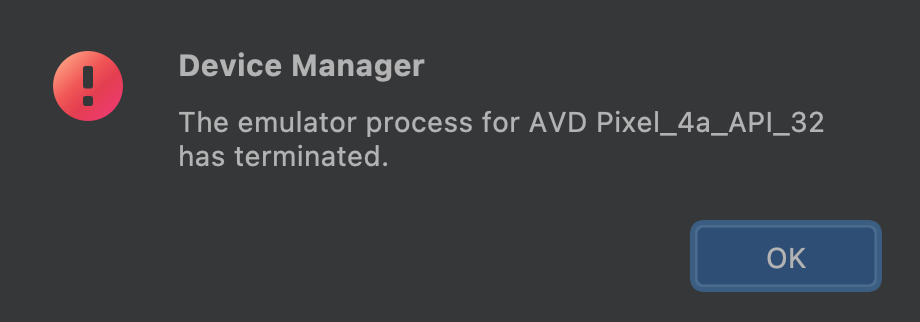 Device Manager
The emulator process for AVD Pixel_4a_API_32
has terminated.
OK